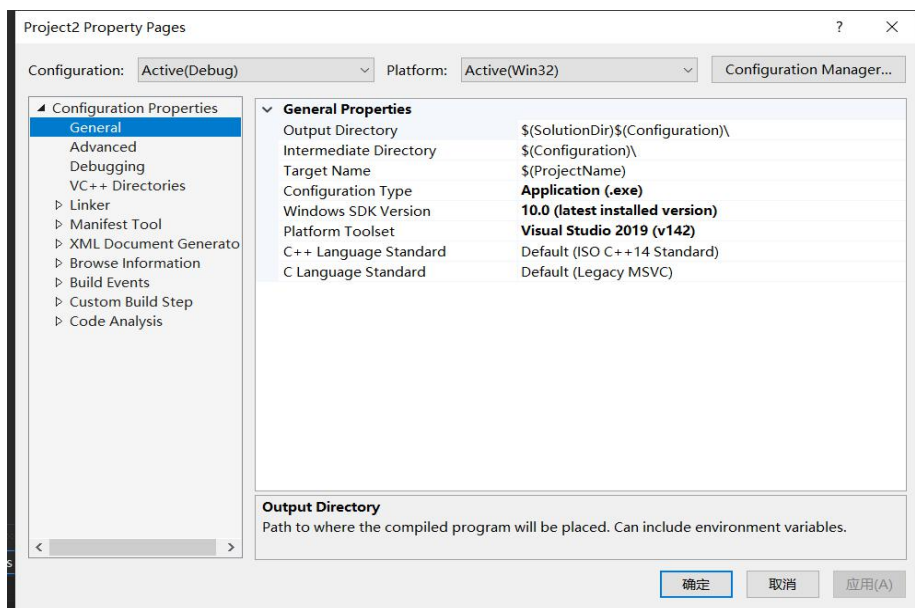 Project2 Property Pages
Configuration: Active(Debug) Platform: Active(Win32) Configuration Manager...
Configuration Properties
General
Advanced
Debugging
VC++ Directories
Linker
Manifest Tool
XML Document Generato
Browse Information
Build Events
Custom Build Step
Code Analysis
General Properties
Output Directory $(SolutionDir)$(Configuration)\
Intermediate Directory $(Configuration)\
Target Name $(ProjectName)
Configuration Type Application (.exe)
Windows SDK Version 10.0 (latest installed version)
Platform Toolset Visual Studio 2019 (v142)
C++ Language Standard Default (ISO C++14 Standard)
C Language Standard Default (Legacy MSVC)
Output Directory
Path to where the compiled program will be placed. Can include environment variables.
s
确定 取消 应用(A)